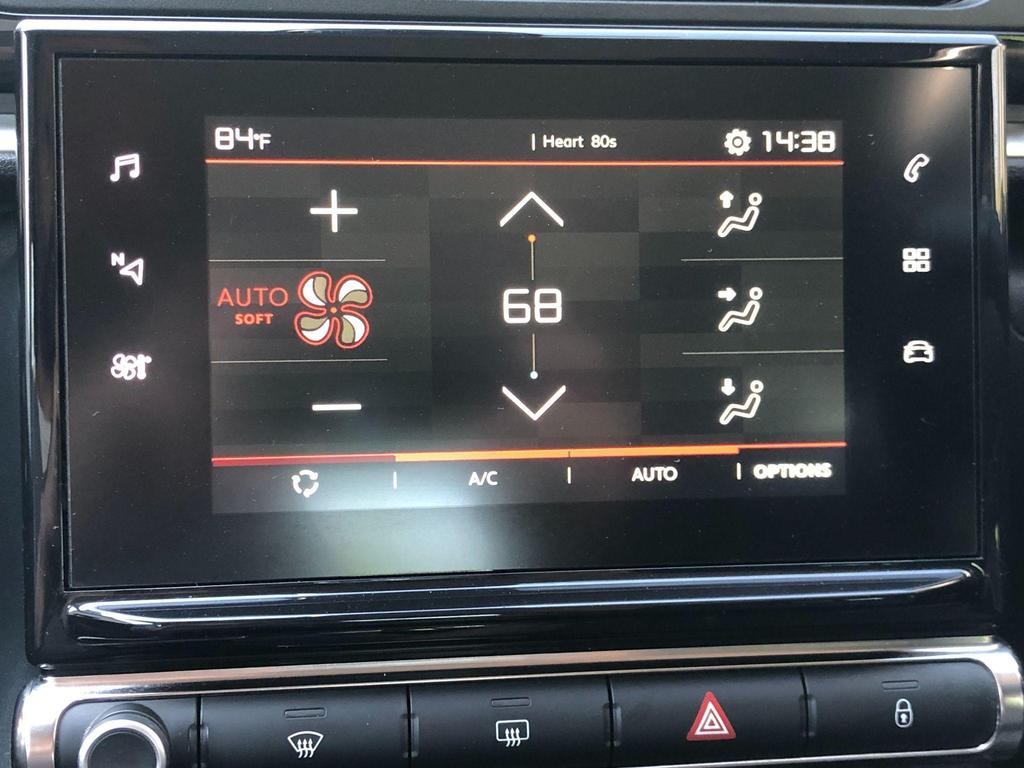 84°F
Heart 80s
14:38
N
AUTO
SOFT
68
A/C
AUTO
OPTIONS